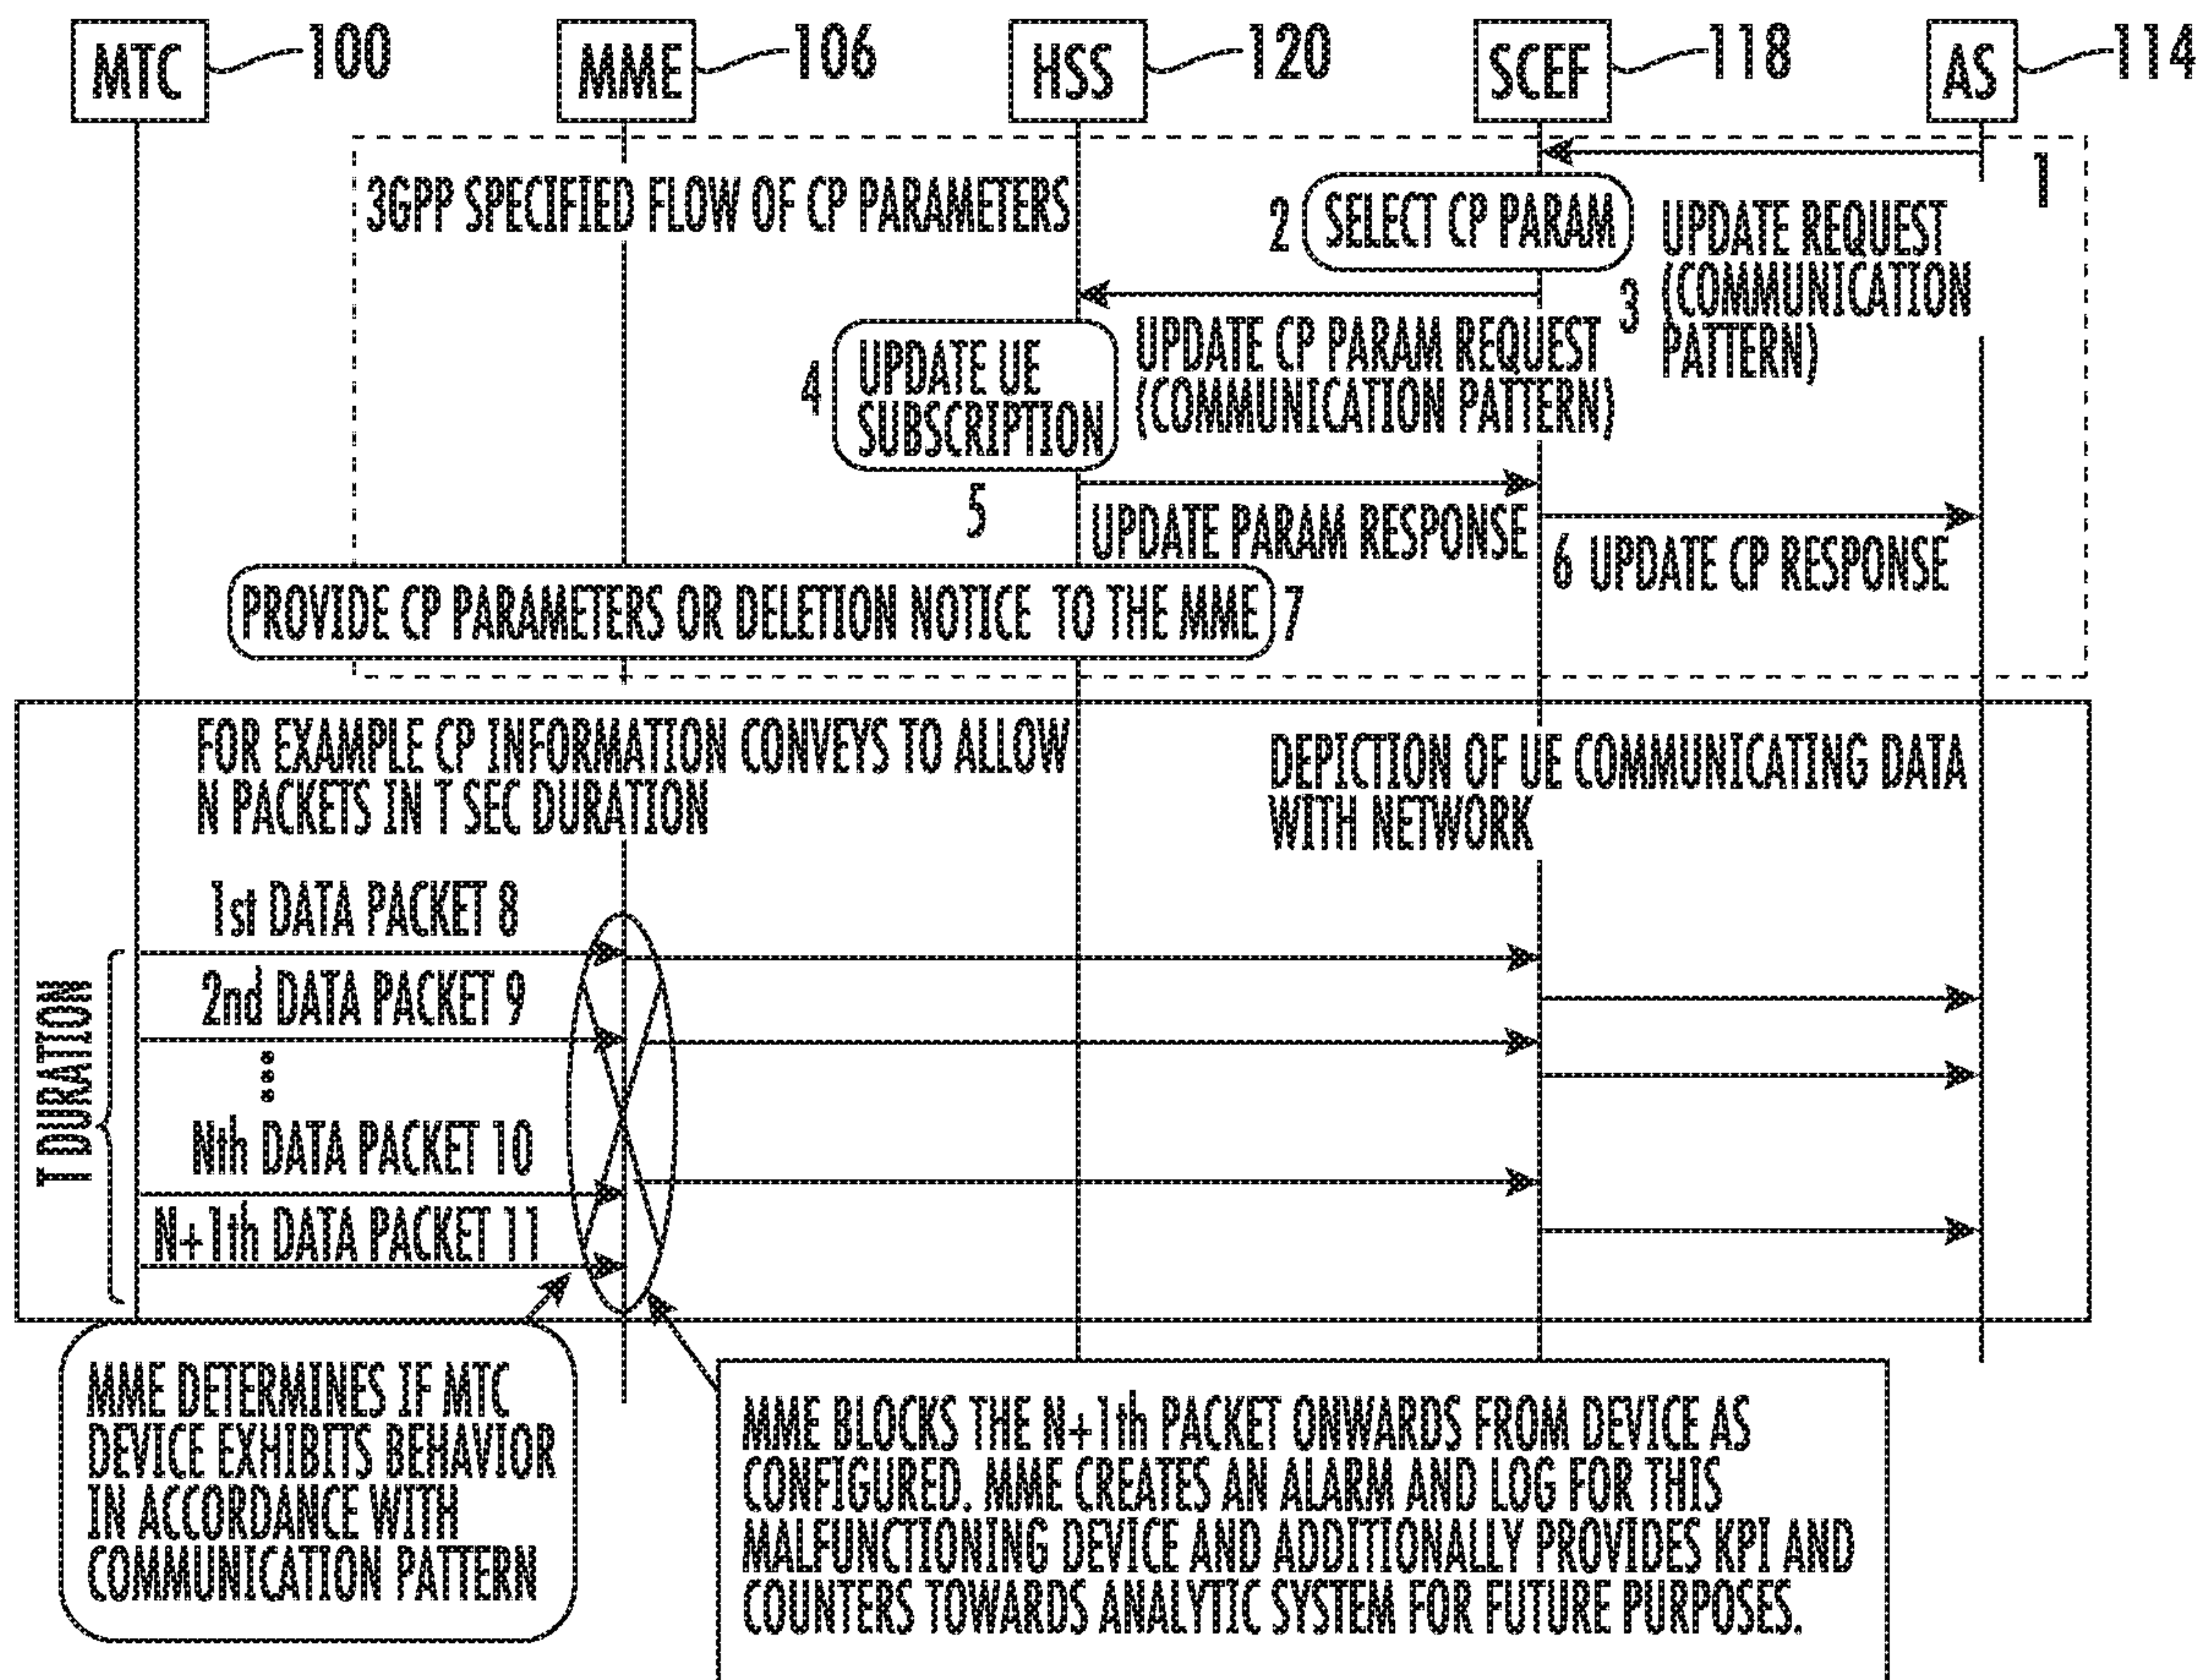 MTC 100
MME 106
HSS 120
SCEF 118
AS 114
1
3GPP SPECIFIED FLOW OF CP PARAMETERS
2 SELECT CP PARAM
UPDATE REQUEST
(COMMUNICATION
PATTERN)
3
UPDATE CP PARAM REQUEST
(COMMUNICATION PATTERN)
4
UPDATE UE
SUBSCRIPTION
5
UPDATE PARAM RESPONSE
6 UPDATE CP RESPONSE
PROVIDE CP PARAMETERS OR DELETION NOTICE TO THE MME 7
FOR EXAMPLE CP INFORMATION CONVEYS TO ALLOW
N PACKETS IN T SEC DURATION
DEPICTION OF UE COMMUNICATING DATA
WITH NETWORK
T DURATION
1st DATA PACKET 8
2nd DATA PACKET 9
Nth DATA PACKET 10
N+1th DATA PACKET 11
MME DETERMINES IF MTC
DEVICE EXHIBITS BEHAVIOR
IN ACCORDANCE WITH
COMMUNICATION PATTERN
MME BLOCKS THE N+1th PACKET ONWARDS FROM DEVICE AS
CONFIGURED. MME CREATES AN ALARM AND LOG FOR THIS
MALFUNCTIONING DEVICE AND ADDITIONALLY PROVIDES KPI AND
COUNTERS TOWARDS ANALYTIC SYSTEM FOR FUTURE PURPOSES.